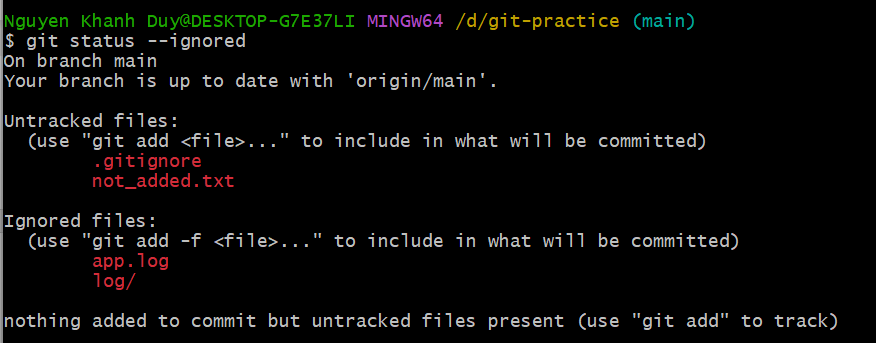 Nguyen Khanh Duy@DESKTOP-G7E37LI MINGW64 /d/git-practice (main)
$ git status --ignored
On branch main
Your branch is up to date with 'origin/main'.

Untracked files:
  (use "git add <file>..." to include in what will be committed)
        .gitignore
        not_added.txt

Ignored files:
  (use "git add -f <file>..." to include in what will be committed)
        app.log
        log/

nothing added to commit but untracked files present (use "git add" to track)